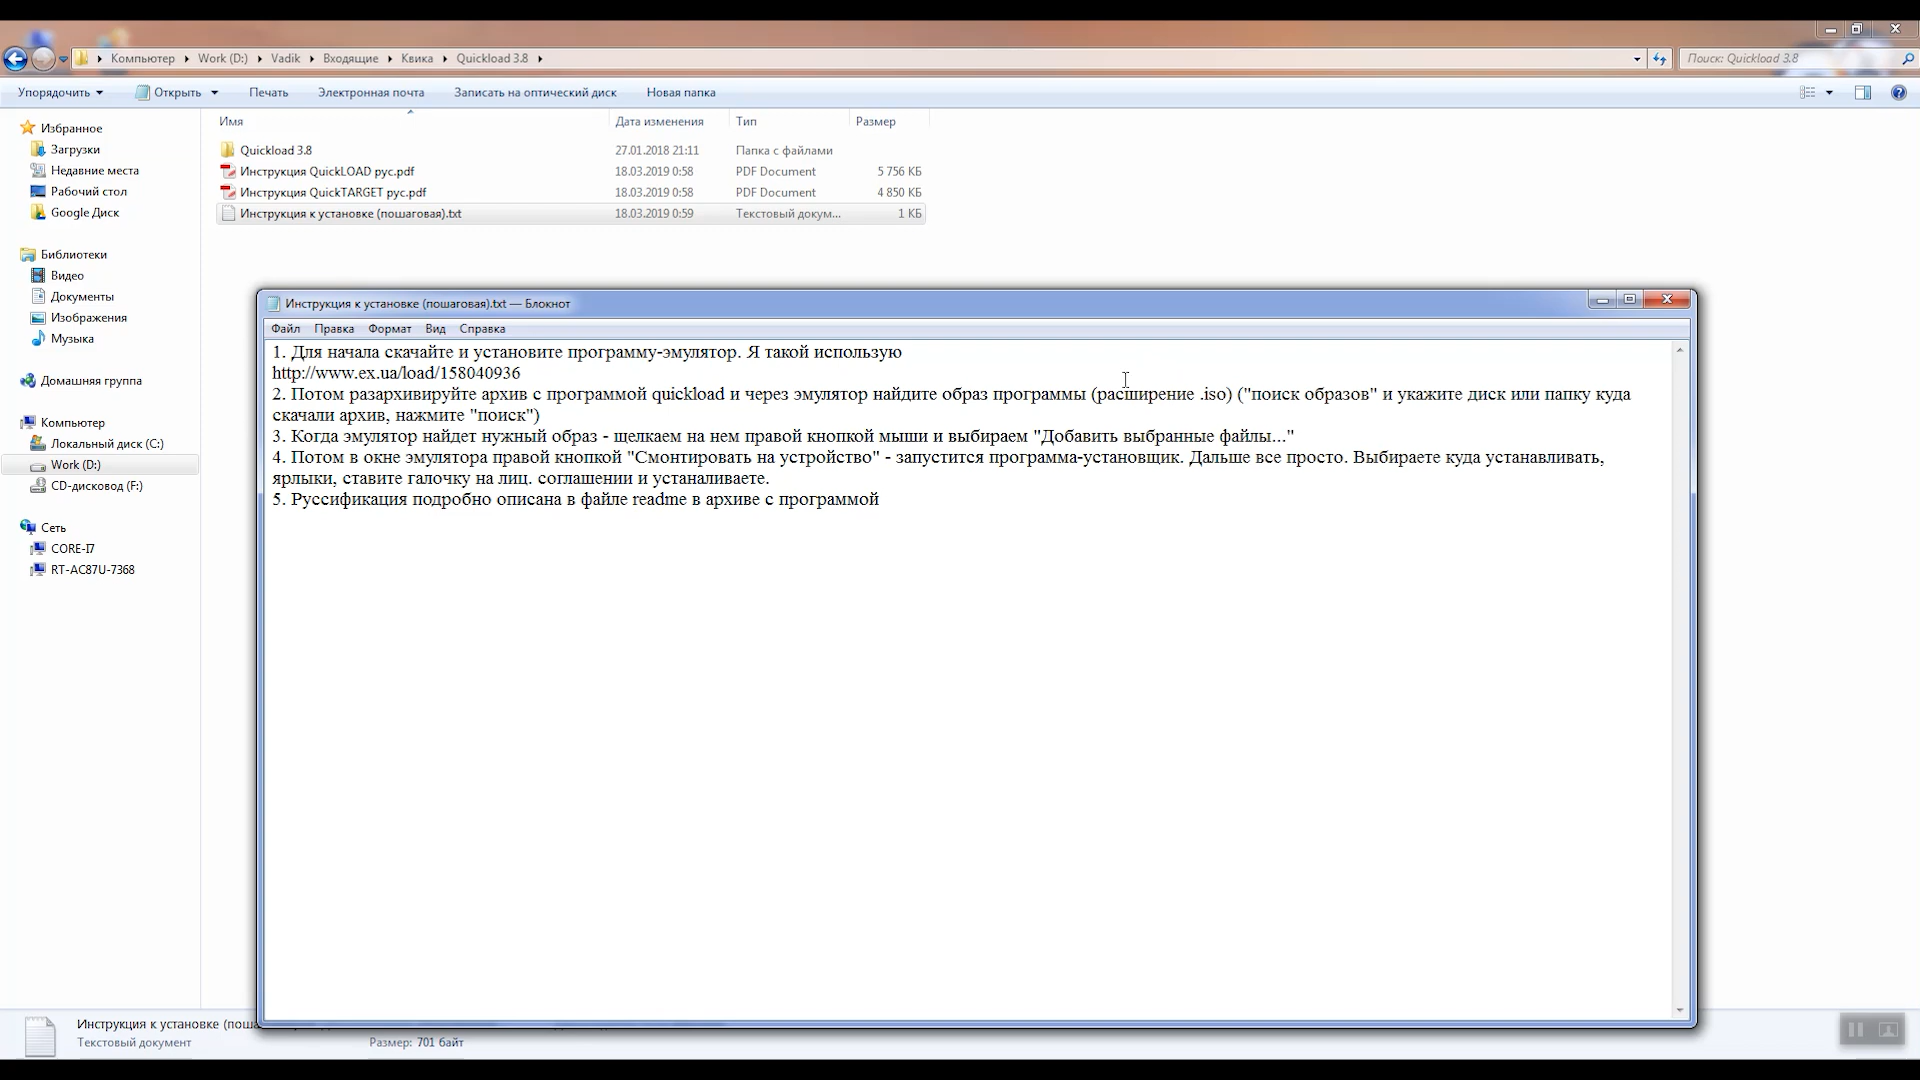 Компьютер
Work (D:)
Vadik
Входящие
Квика
Quickload 3.8
Поиск: Quickload 3.8
Упорядочить
Открыть
Печать
Электронная почта
Записать на оптический диск
Новая папка
Избранное
Загрузки
Недавние места
Рабочий стол
Google Диск
Библиотеки
Видео
Документы
Изображения
Музыка
Домашняя группа
Компьютер
Локальный диск (C:)
Work (D:)
CD-дисковод (F:)
Сеть
CORE-I7
RT-AC87U-7368
Имя Дата изменения Тип Размер
Quickload 3.8 27.01.2018 21:11 Папка с файлами
Инструкция QuickLOAD рус.pdf 18.03.2019 0:58 PDF Document 5 756 КБ
Инструкция QuickTARGET рус.pdf 18.03.2019 0:58 PDF Document 4 850 КБ
Инструкция к установке (пошаговая).txt 18.03.2019 0:59 Текстовый докум... 1 КБ
Инструкция к установке (пошаговая).txt — Блокнот
Файл Правка Формат Вид Справка
1. Для начала скачайте и установите программу-эмулятор. Я такой использую
http://www.ex.ua/load/158040936
2. Потом разархивируйте архив с программой quickload и через эмулятор найдите образ программы (расширение .iso) ("поиск образов" и укажите диск или папку куда
скачали архив, нажмите "поиск")
3. Когда эмулятор найдет нужный образ - щелкаем на нем правой кнопкой мыши и выбираем "Добавить выбранные файлы..."
4. Потом в окне эмулятора правой кнопкой "Смонтировать на устройство" - запустится программа-установщик. Дальше все просто. Выбираете куда устанавливать,
ярлыки, ставите галочку на лиц. соглашении и устаналиваете.
5. Руссификация подробно описана в файле readme в архиве с программой
Инструкция к установке (поша
Текстовый документ
Размер: 701 байт